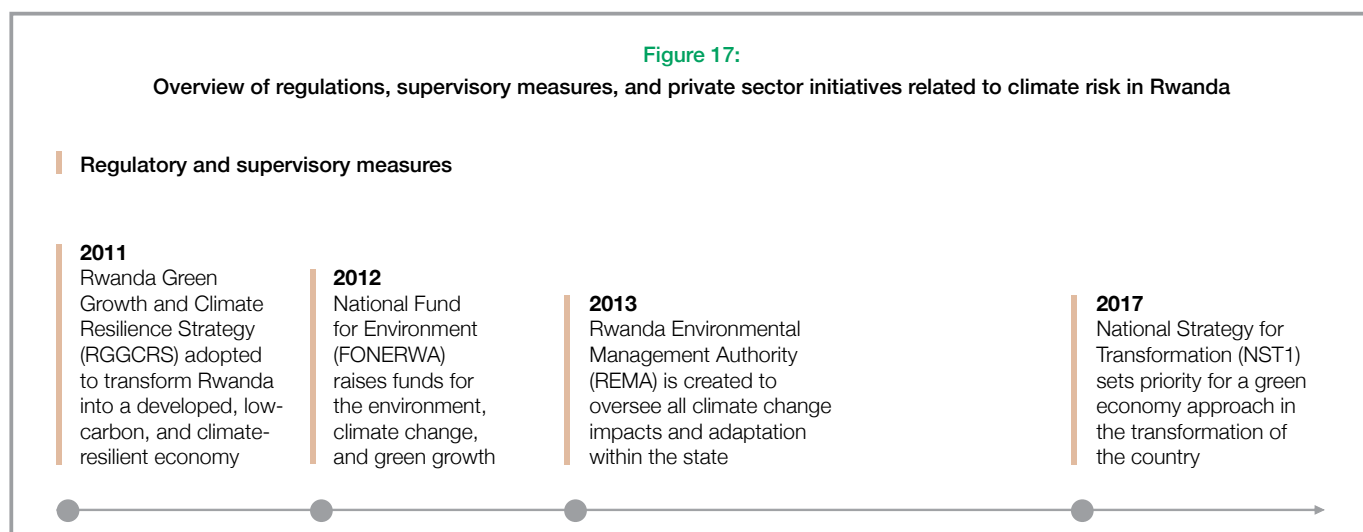 Figure 17:
Overview of regulations, supervisory measures, and private sector initiatives related to climate risk in Rwanda
Regulatory and supervisory measures
2011
Rwanda Green
Growth and Climate
Resilience Strategy
(RGGCRS) adopted
to transform Rwanda
into a developed, low-
carbon, and climate-
resilient economy
2012
National Fund
for Environment
(FONERWA)
raises funds for
the environment,
climate change,
and green growth
2013
Rwanda Environmental
Management Authority
(REMA) is created to
oversee all climate change
impacts and adaptation
within the state
2017
National Strategy for
Transformation (NST1)
sets priority for a green
economy approach in
the transformation of
the country